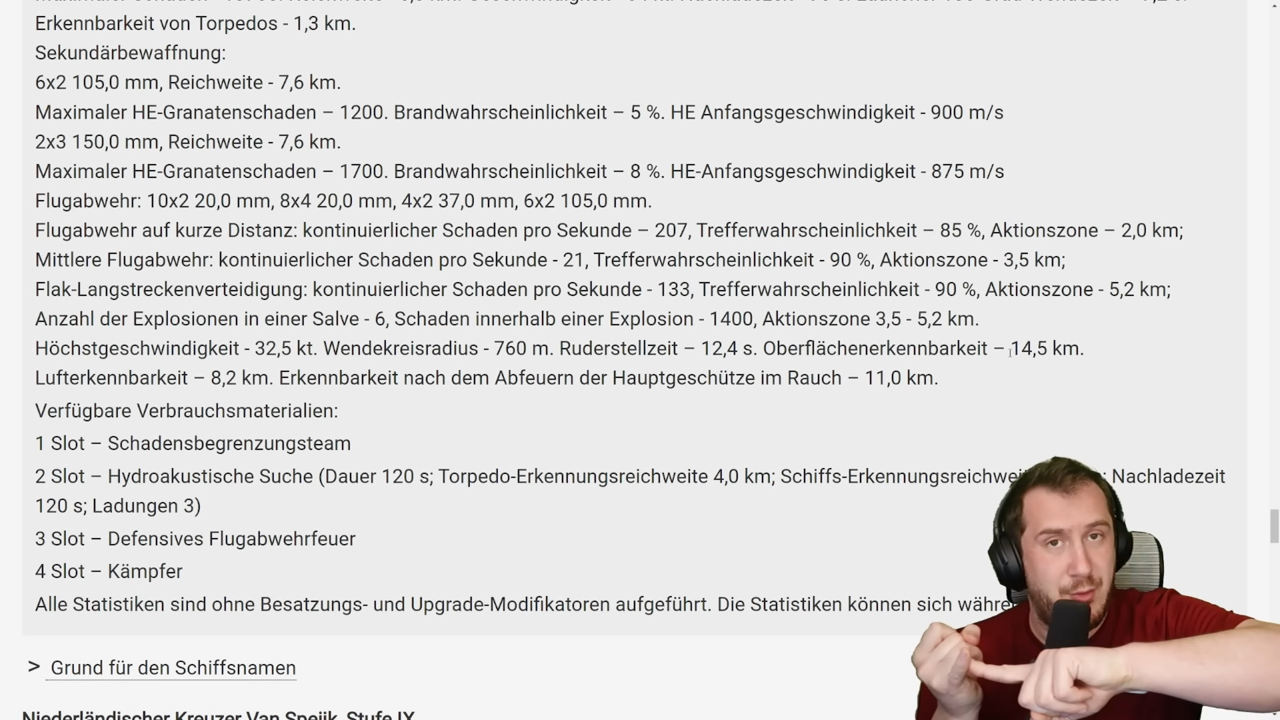 Erkennbarkeit von Torpedos - 1,3 km.
Sekundärbewaffnung:
6x2 105,0 mm, Reichweite - 7,6 km.
Maximaler HE-Granatenschaden – 1200. Brandwahrscheinlichkeit – 5 %. HE Anfangsgeschwindigkeit - 900 m/s
2x3 150,0 mm, Reichweite - 7,6 km.
Maximaler HE-Granatenschaden – 1700. Brandwahrscheinlichkeit – 8 %. HE-Anfangsgeschwindigkeit - 875 m/s
Flugabwehr: 10x2 20,0 mm, 8x4 20,0 mm, 4x2 37,0 mm, 6x2 105,0 mm.
Flugabwehr auf kurze Distanz: kontinuierlicher Schaden pro Sekunde – 207, Trefferwahrscheinlichkeit – 85 %, Aktionszone – 2,0 km;
Mittlere Flugabwehr: kontinuierlicher Schaden pro Sekunde - 21, Trefferwahrscheinlichkeit - 90 %, Aktionszone - 3,5 km;
Flak-Langstreckenverteidigung: kontinuierlicher Schaden pro Sekunde - 133, Trefferwahrscheinlichkeit - 90 %, Aktionszone - 5,2 km;
Anzahl der Explosionen in einer Salve - 6, Schaden innerhalb einer Explosion - 1400, Aktionszone 3,5 - 5,2 km.
Höchstgeschwindigkeit - 32,5 kt. Wendekreisradius - 760 m. Ruderstellzeit – 12,4 s. Oberflächenerkennbarkeit – 14,5 km.
Lufterkennbarkeit – 8,2 km. Erkennbarkeit nach dem Abfeuern der Hauptgeschütze im Rauch – 11,0 km.
Verfügbare Verbrauchsmaterialien:
1 Slot – Schadensbegrenzungsteam
2 Slot – Hydroakustische Suche (Dauer 120 s; Torpedo-Erkennungsreichweite 4,0 km; Nachladezeit
120 s; Ladungen 3)
3 Slot – Defensives Flugabwehrfeuer
4 Slot – Kämpfer
Alle Statistiken sind ohne Besatzungs- und Upgrade-Modifikatoren aufgeführt. Die Statistiken können sich
> Grund für den Schiffsnamen
Niederländischer Kreuzer Van Speijk, Stufe IX